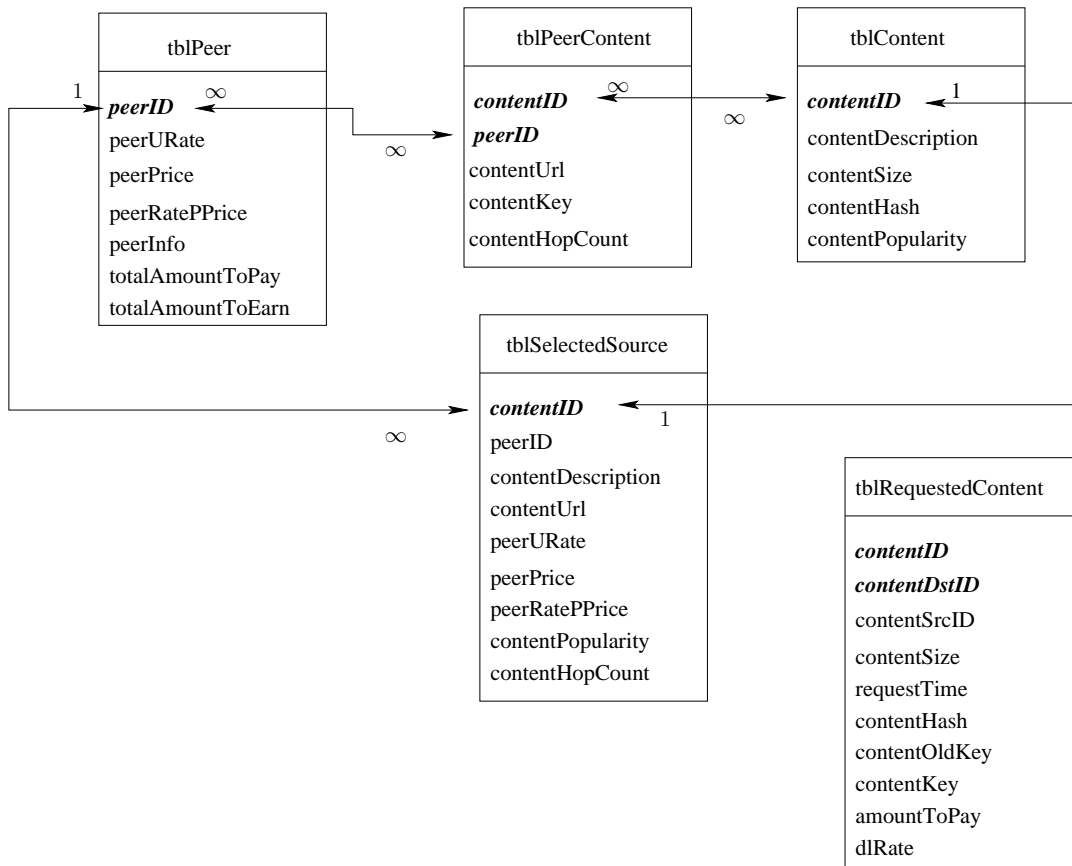 tblPeer
1
∞
peerID
peerURate
peerPrice
peerRatePPrice
peerInfo
totalAmountToPay
totalAmountToEarn
∞
tblPeerContent
∞
contentID
peerID
contentUrl
contentKey
contentHopCount
∞
tblContent
1
contentID
contentDescription
contentSize
contentHash
contentPopularity
∞
tblSelectedSource
contentID
1
peerID
contentDescription
contentUrl
peerURate
peerPrice
peerRatePPrice
contentPopularity
contentHopCount
tblRequestedContent
contentID
contentDstID
contentSrcID
contentSize
requestTime
contentHash
contentOldKey
contentKey
amountToPay
dlRate